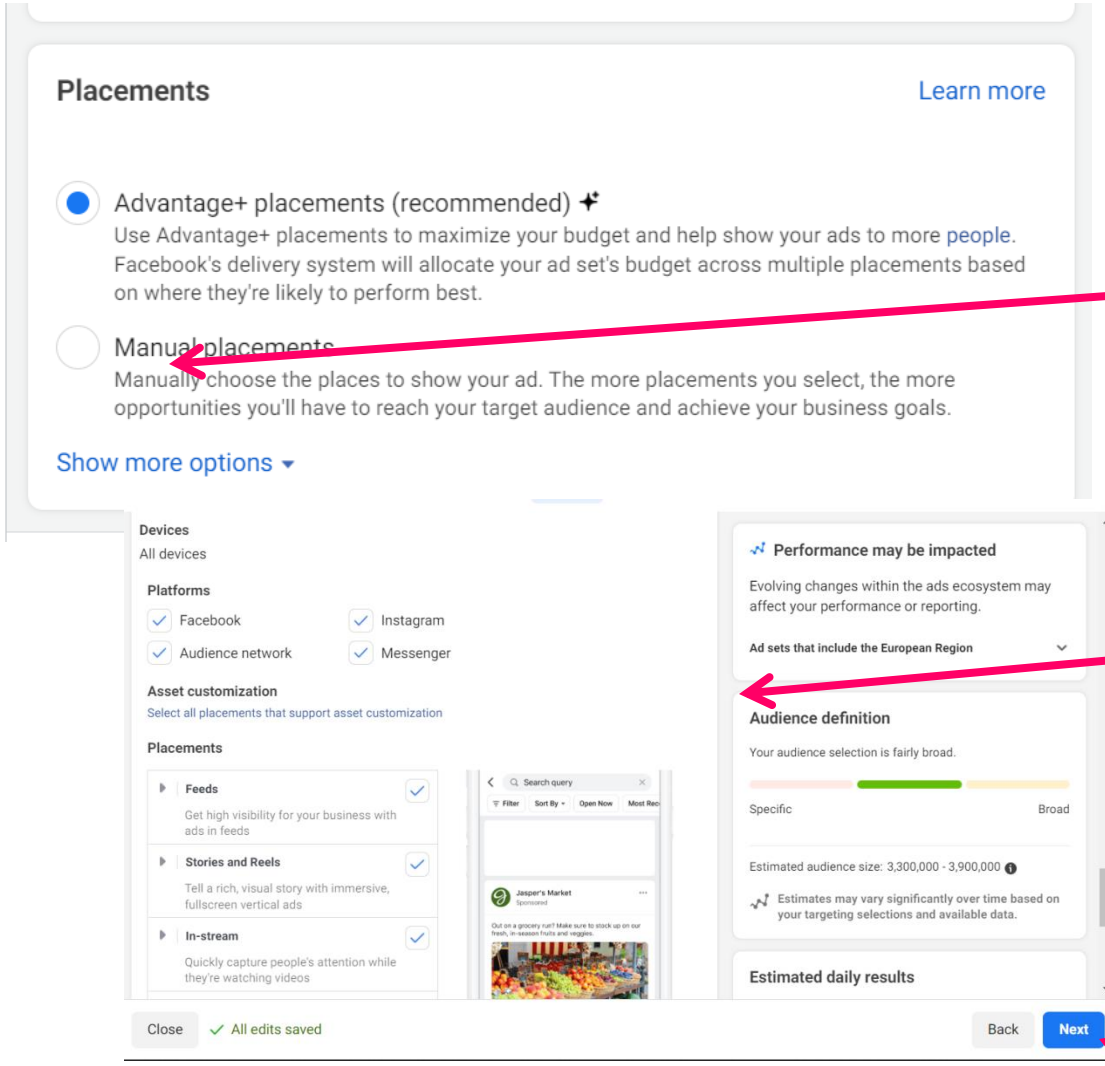 Placements
Learn more
Advantage+ placements (recommended)
Use Advantage+ placements to maximize your budget and help show your ads to more people.
Facebook's delivery system will allocate your ad set's budget across multiple placements based
on where they're likely to perform best.
Manual placements
Manually choose the places to show your ad. The more placements you select, the more
opportunities you'll have to reach your target audience and achieve your business goals.
Show more options
Devices
All devices
Platforms
Facebook
Instagram
Audience network
Messenger
Asset customization
Select all placements that support asset customization
Placements
Feeds
Get high visibility for your business with
ads in feeds
Stories and Reels
Tell a rich, visual story with immersive,
fullscreen vertical ads
In-stream
Quickly capture people's attention while
they're watching videos
Search query
Filter
Sort By
Open Now
Most Reco
Jasper's Market
Sponsored
Out on a grocery run? Make sure to stock up on our
fresh, in-season fruits and veggies.
Performance may be impacted
Evolving changes within the ads ecosystem may
affect your performance or reporting.
Ad sets that include the European Region
Audience definition
Your audience selection is fairly broad.
Specific
Broad
Estimated audience size: 3,300,000 - 3,900,000
Estimates may vary significantly over time based on
your targeting selections and available data.
Estimated daily results
Close
All edits saved
Back
Next